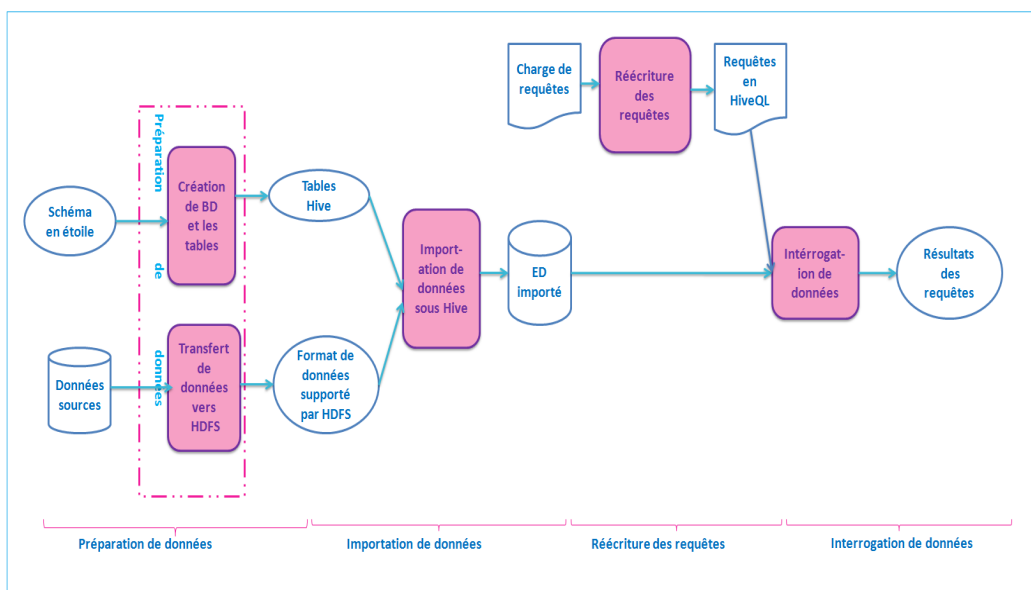 Charge de
requêtes
Réécriture
des
requêtes
Requêtes
en
HiveQL
Préparation de données
Schéma
en étoile
Création
de BD
et les
tables
Tables
Hive
Import-
ation de
données
sous Hive
ED
importé
Intérrogat-
ion de
données
Résultats
des
requêtes
Données
sources
Transfert
de
données
vers
HDFS
Format de
données
supporté
par HDFS
Préparation de données
Importation de données
Réécriture des requêtes
Interrogation de données